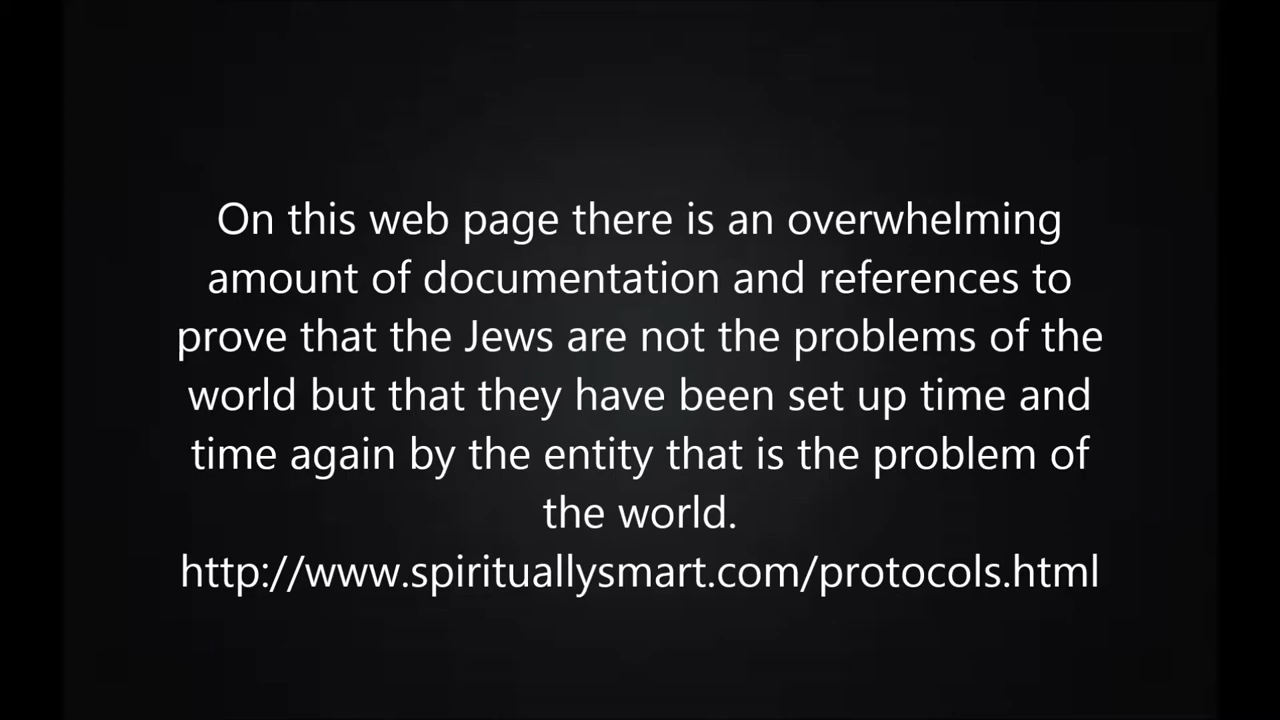 On this web page there is an overwhelming
amount of documentation and references to
prove that the Jews are not the problems of the
world but that they have been set up time and
time again by the entity that is the problem of
the world.
http://www.spirituallysmart.com/protocols.html